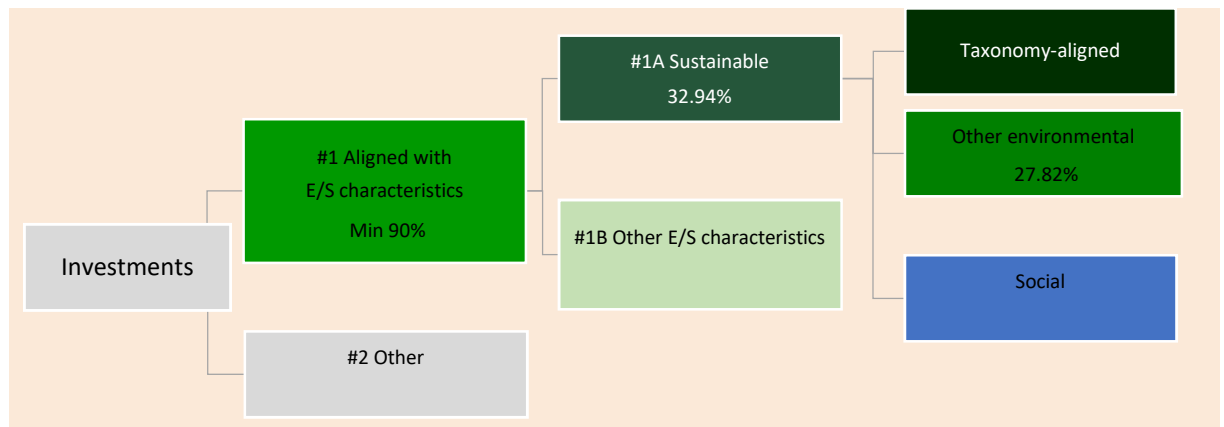 Investments
#1 Aligned with
E/S characteristics
Min 90%
#2 Other
#1A Sustainable
32.94%
#1B Other E/S characteristics
Taxonomy-aligned
Other environmental
27.82%
Social